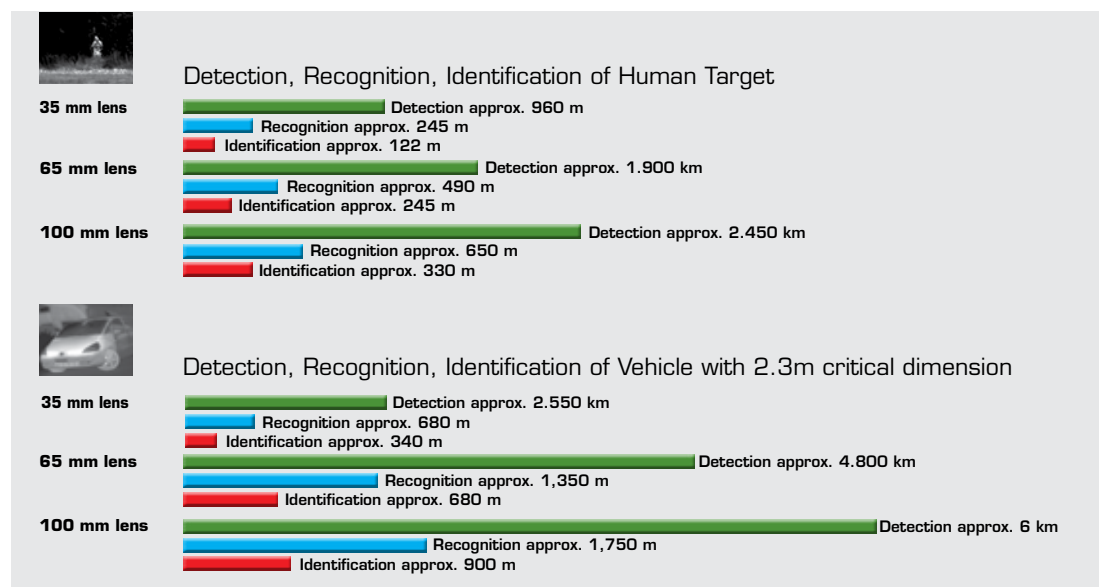 Detection, Recognition, Identification of Human Target
35 mm lens
Detection approx. 960 m
Recognition approx. 245 m
Identification approx. 122 m
65 mm lens
Detection approx. 1.900 km
Recognition approx. 490 m
Identification approx. 245 m
100 mm lens
Detection approx. 2.450 km
Recognition approx. 650 m
Identification approx. 330 m
Detection, Recognition, Identification of Vehicle with 2.3m critical dimension
35 mm lens
Detection approx. 2.550 km
Recognition approx. 680 m
Identification approx. 340 m
65 mm lens
Detection approx. 4.800 km
Recognition approx. 1,350 m
Identification approx. 680 m
100 mm lens
Detection approx. 6 km
Recognition approx. 1,750 m
Identification approx. 900 m